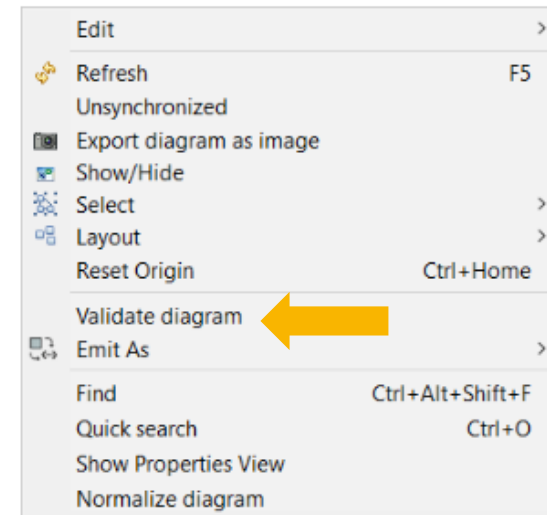 Edit
Refresh F5
Unsynchronized
Export diagram as image
Show/Hide
Select
Layout
Reset Origin Ctrl+Home
Validate diagram
Emit As
Find Ctrl+Alt+Shift+F
Quick search Ctrl+O
Show Properties View
Normalize diagram